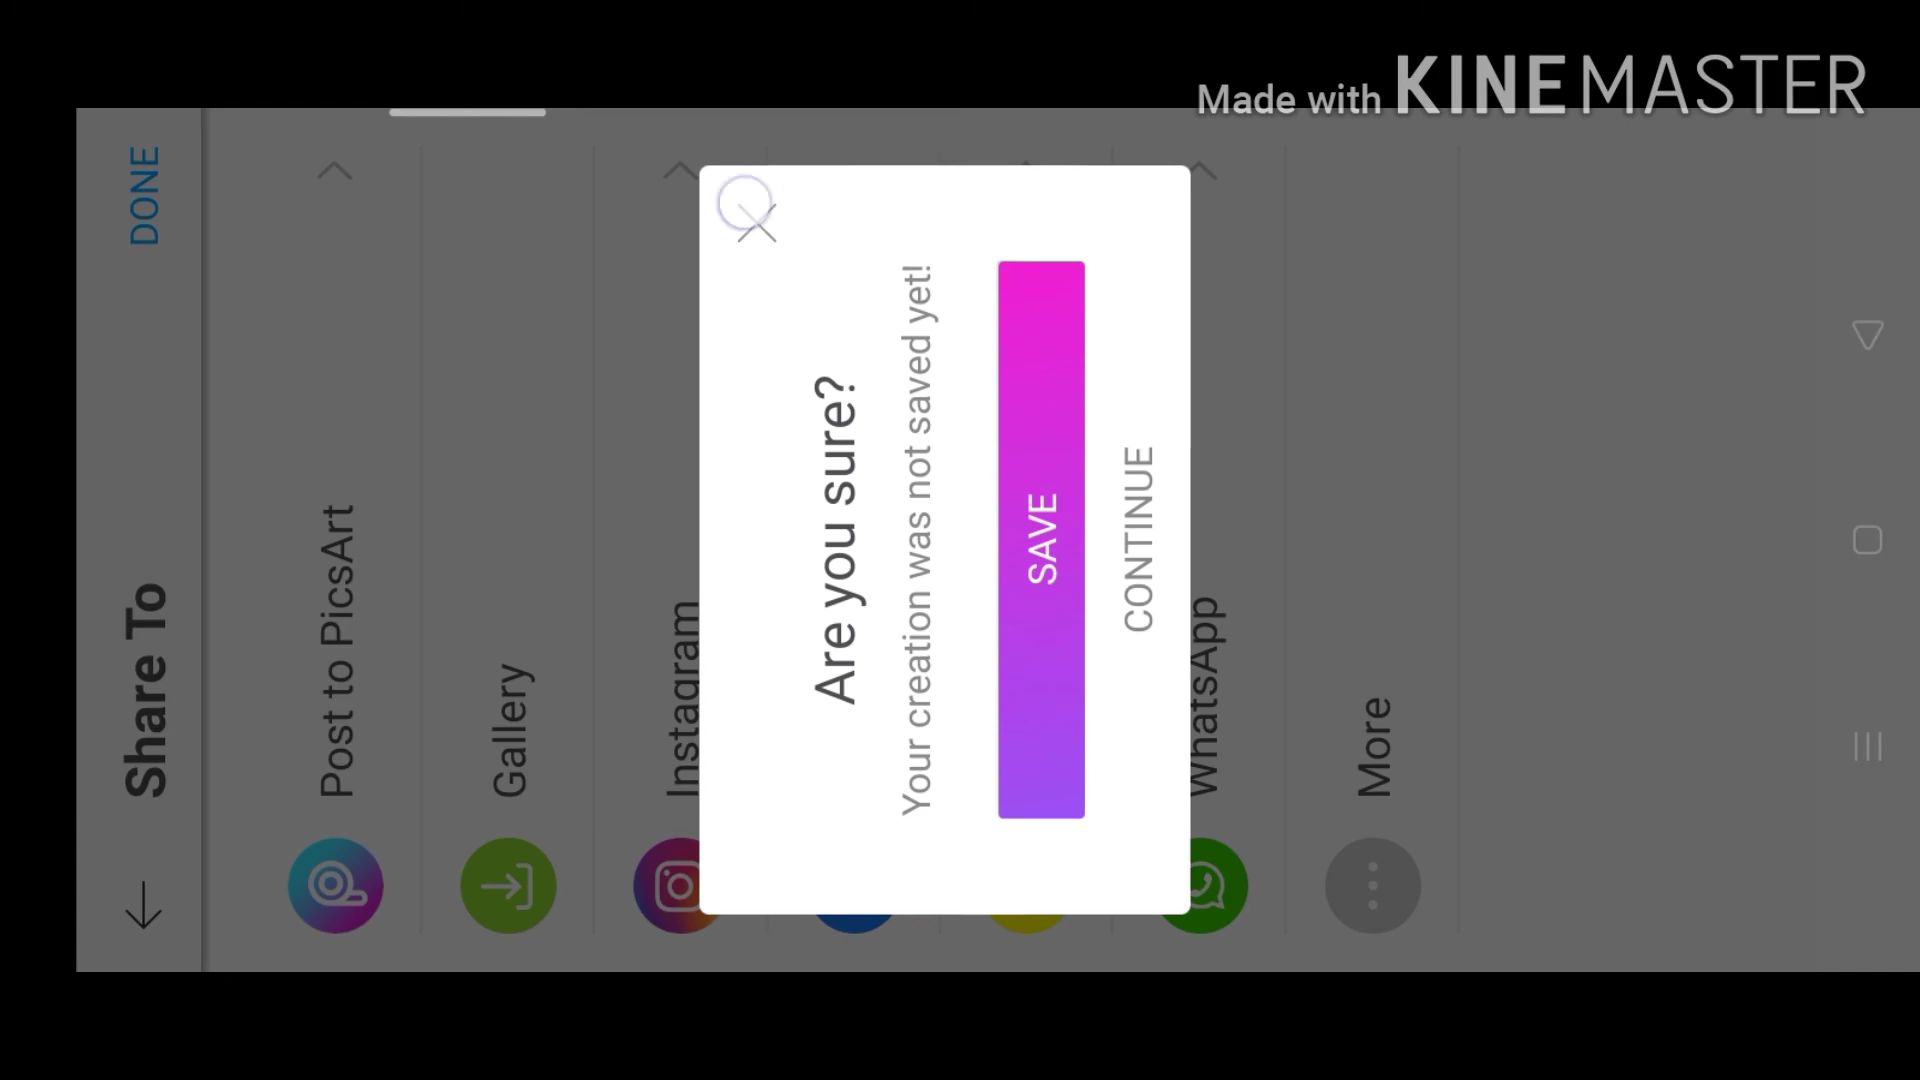 Made with KINEMASTER
Share To
DONE
Post to PicsArt
Gallery
Instagram
Are you sure?
Your creation was not saved yet!
SAVE
CONTINUE
WhatsApp
More